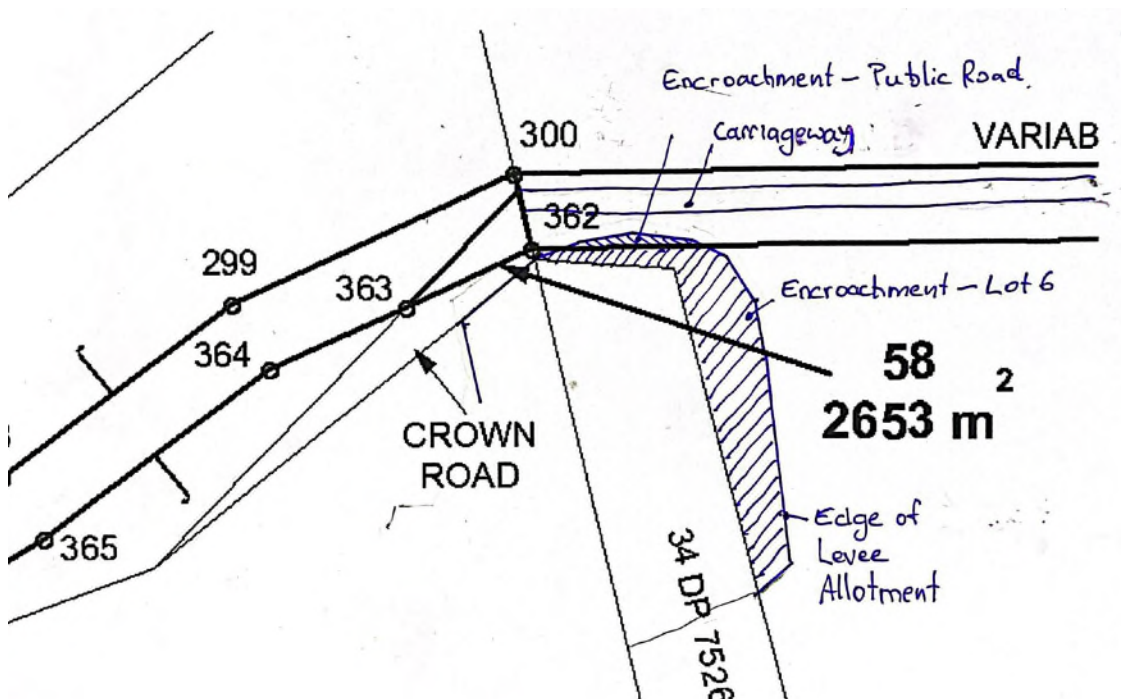 Encroachment – Public Road.
Carriageway
300
VARIAB
362
299
363
Encroachment – Lot 6
364
58
2653 m²
CROWN
ROAD
365
Edge of
Levee
Allotment
34 DP 7526